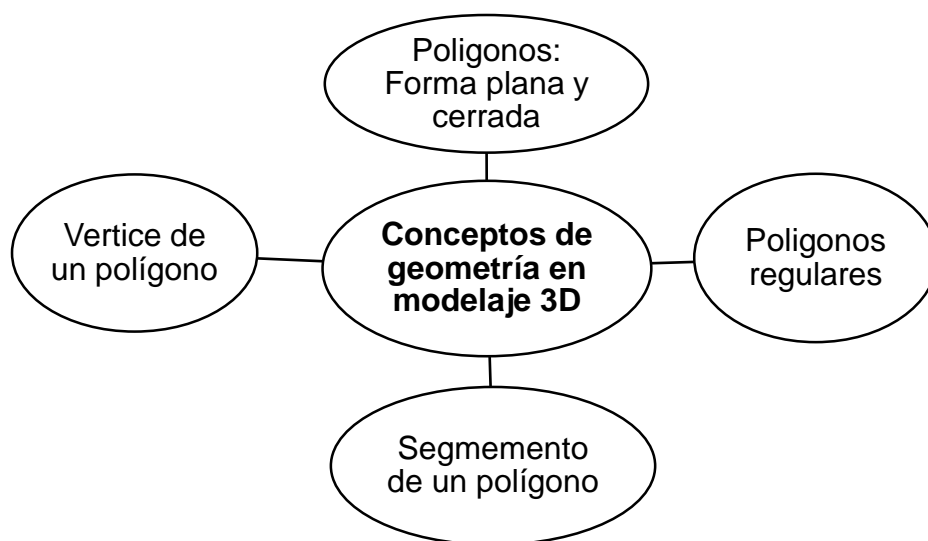 Poligonos:
Forma plana y
cerrada
Vertice de
un polígono
Conceptos de
geometría en
modelaje 3D
Poligonos
regulares
Segmemento
de un polígono